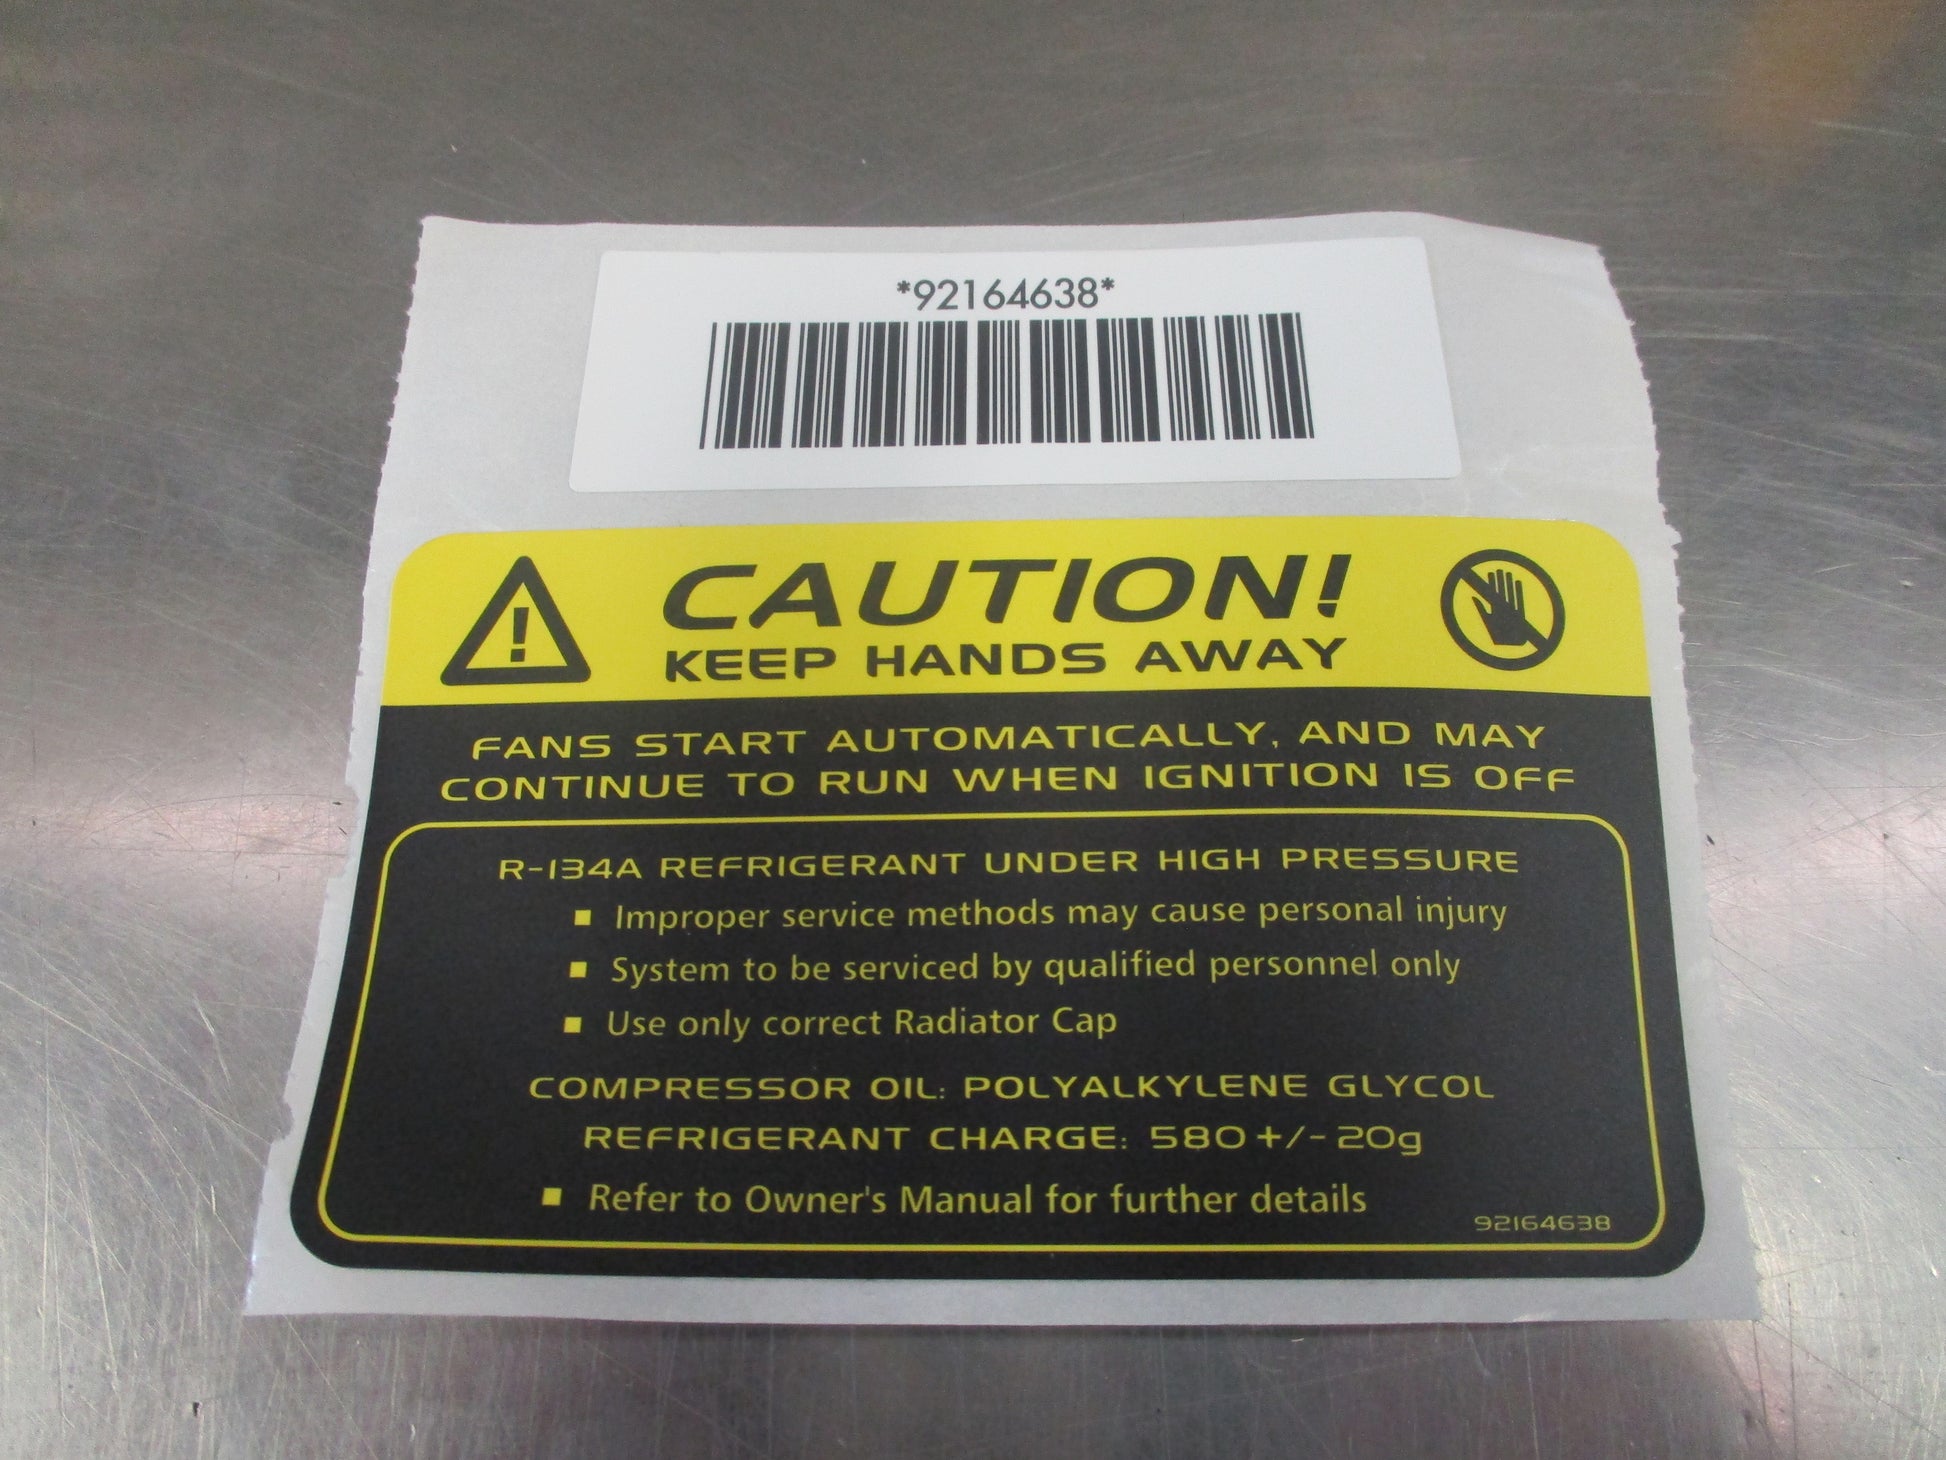 *92164638*
CAUTION!
KEEP HANDS AWAY
FANS START AUTOMATICALLY, AND MAY
CONTINUE TO RUN WHEN IGNITION IS OFF
R-134A REFRIGERANT UNDER HIGH PRESSURE
▪ Improper service methods may cause personal injury
▪ System to be serviced by qualified personnel only
▪ Use only correct Radiator Cap
COMPRESSOR OIL: POLYALKYLENE GLYCOL
REFRIGERANT CHARGE: 580 +/- 20g
▪ Refer to Owner's Manual for further details
92164638